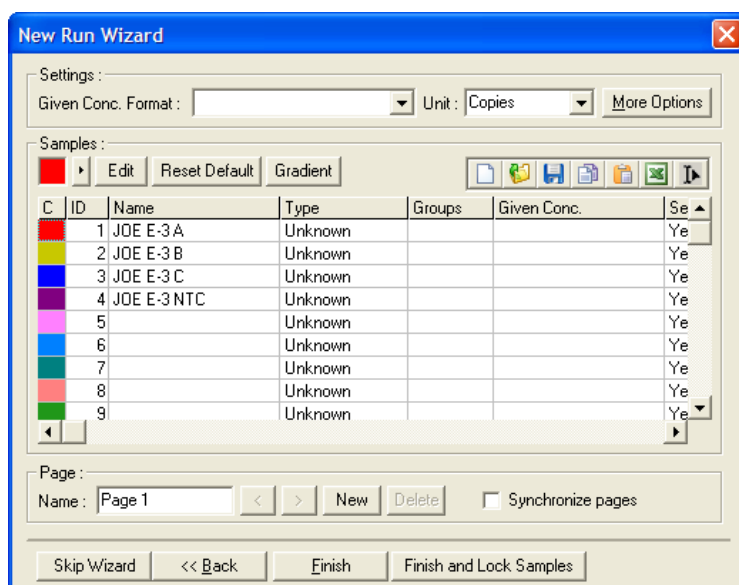 New Run Wizard
Settings :
Given Conc. Format : Unit : Copies More Options
Samples :
Edit Reset Default Gradient
C ID Name Type Groups Given Conc. Se
1 JOE E-3 A Unknown Ye
2 JOE E-3 B Unknown Ye
3 JOE E-3 C Unknown Ye
4 JOE E-3 NTC Unknown Ye
5 Unknown Ye
6 Unknown Ye
7 Unknown Ye
8 Unknown Ye
9 Unknown Ye
Page :
Name : Page 1 < > New Delete Synchronize pages
Skip Wizard << Back Finish Finish and Lock Samples